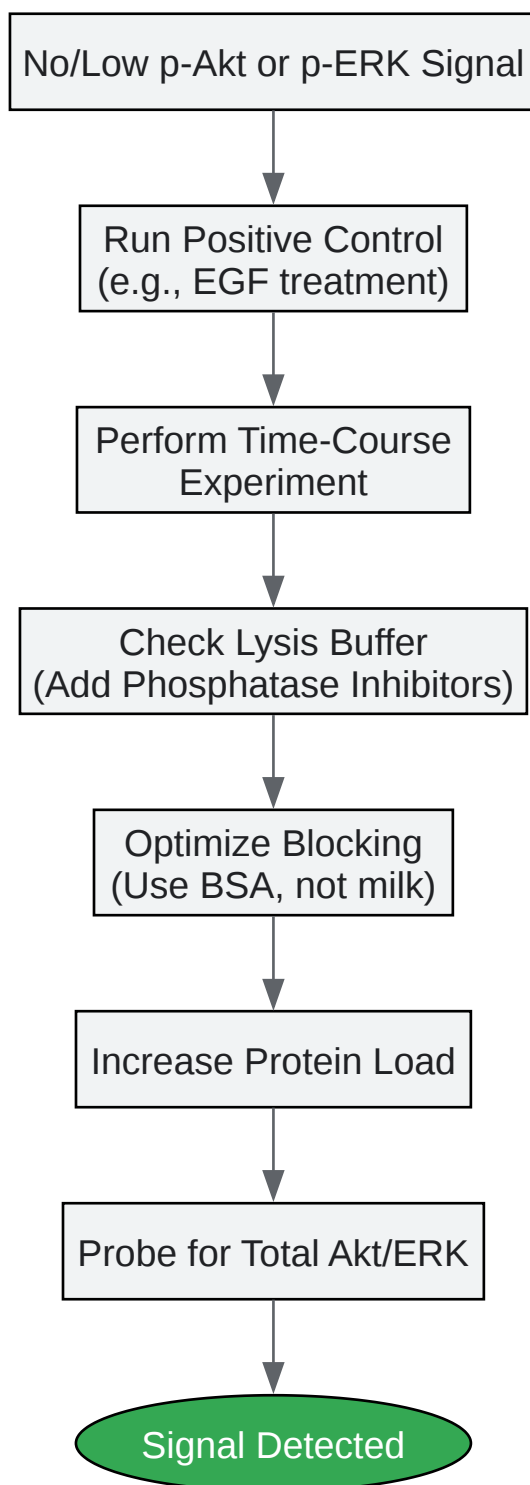 No/Low p-Akt or p-ERK Signal
Run Positive Control
(e.g., EGF treatment)
Perform Time-Course
Experiment
Check Lysis Buffer
(Add Phosphatase Inhibitors)
Optimize Blocking
(Use BSA, not milk)
Increase Protein Load
Probe for Total Akt/ERK
Signal Detected